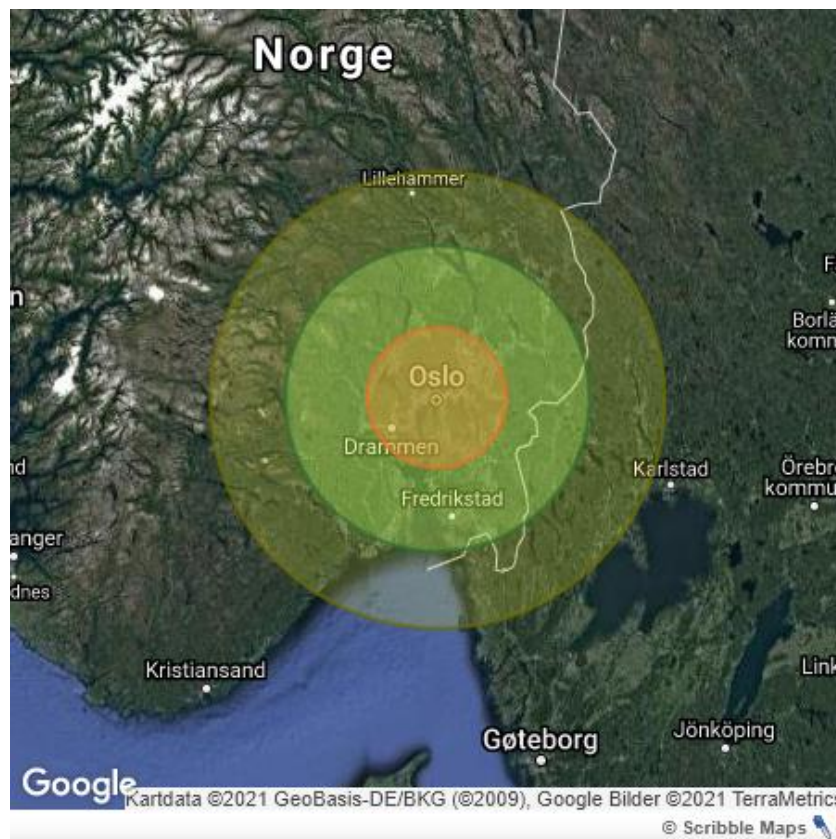 Norge
Lillehammer
F
n
Borlä
komm
Oslo
Drammen
nd
Karlstad
Örebr
kommu
Fredrikstad
anger
dnes
Kristiansand
Link
Gøteborg
Jönköping
Google
Kartdata ©2021 GeoBasis-DE/BKG (©2009), Google Bilder ©2021 TerraMetrics
© Scribble Maps